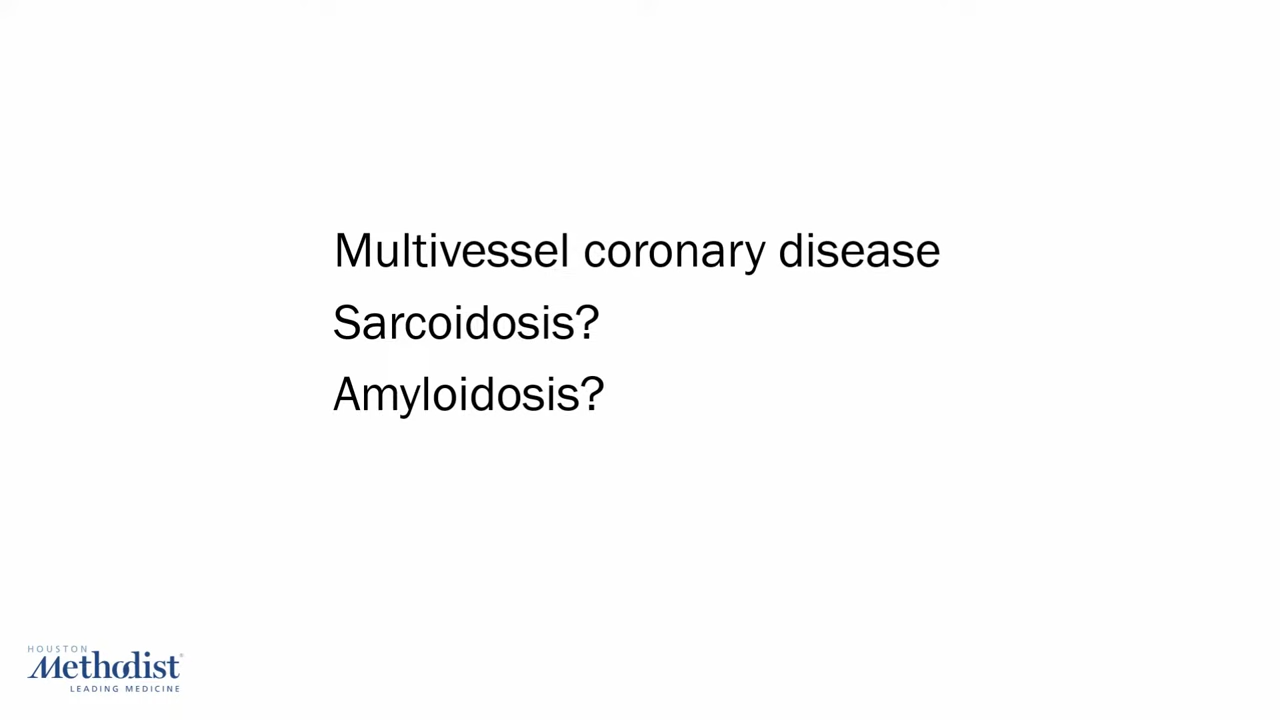 Multivessel coronary disease
Sarcoidosis?
Amyloidosis?
HOUSTON
Methodist®
LEADING MEDICINE